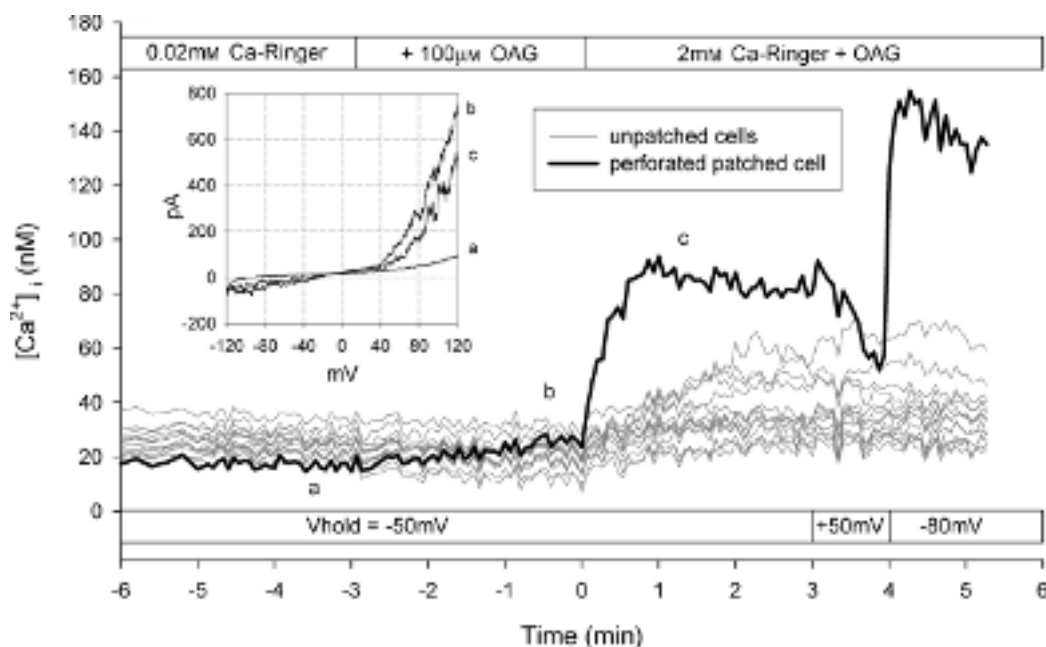 180
160
140
120
100
80
60
40
20
0
[Ca²⁺]ᵢ (nM)
0.02mM Ca-Ringer
+ 100μM OAG
2mM Ca-Ringer + OAG
800
600
400
200
0
-200
pA
-120 -80 -40 0 40 80 120
mV
b
c
a
unpatched cells
perforated patched cell
a
b
c
Vhold = -50mV
+50mV
-80mV
-6 -5 -4 -3 -2 -1 0 1 2 3 4 5 6
Time (min)